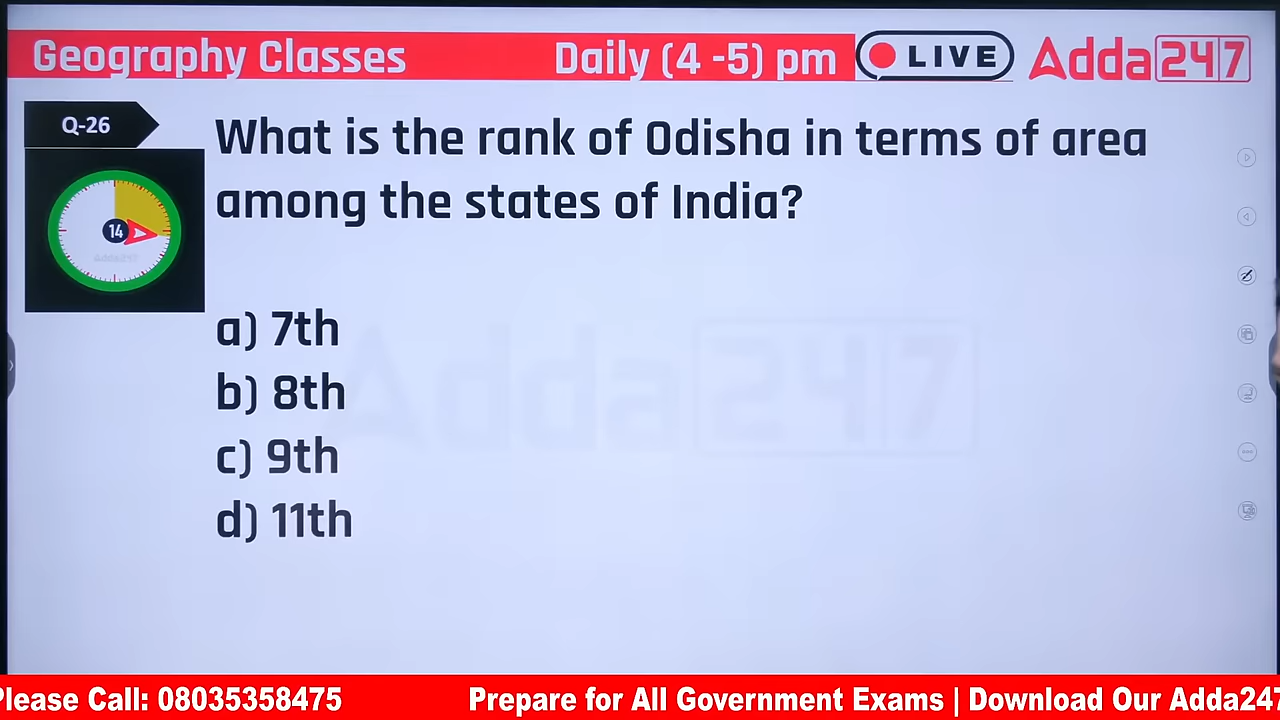 Geography Classes Daily (4 -5) pm LIVE Adda247
Q-26
What is the rank of Odisha in terms of area
among the states of India?
14
Adda247
a) 7th
b) 8th
c) 9th
d) 11th
Adda247
Please Call: 08035358475 Prepare for All Government Exams | Download Our Adda247